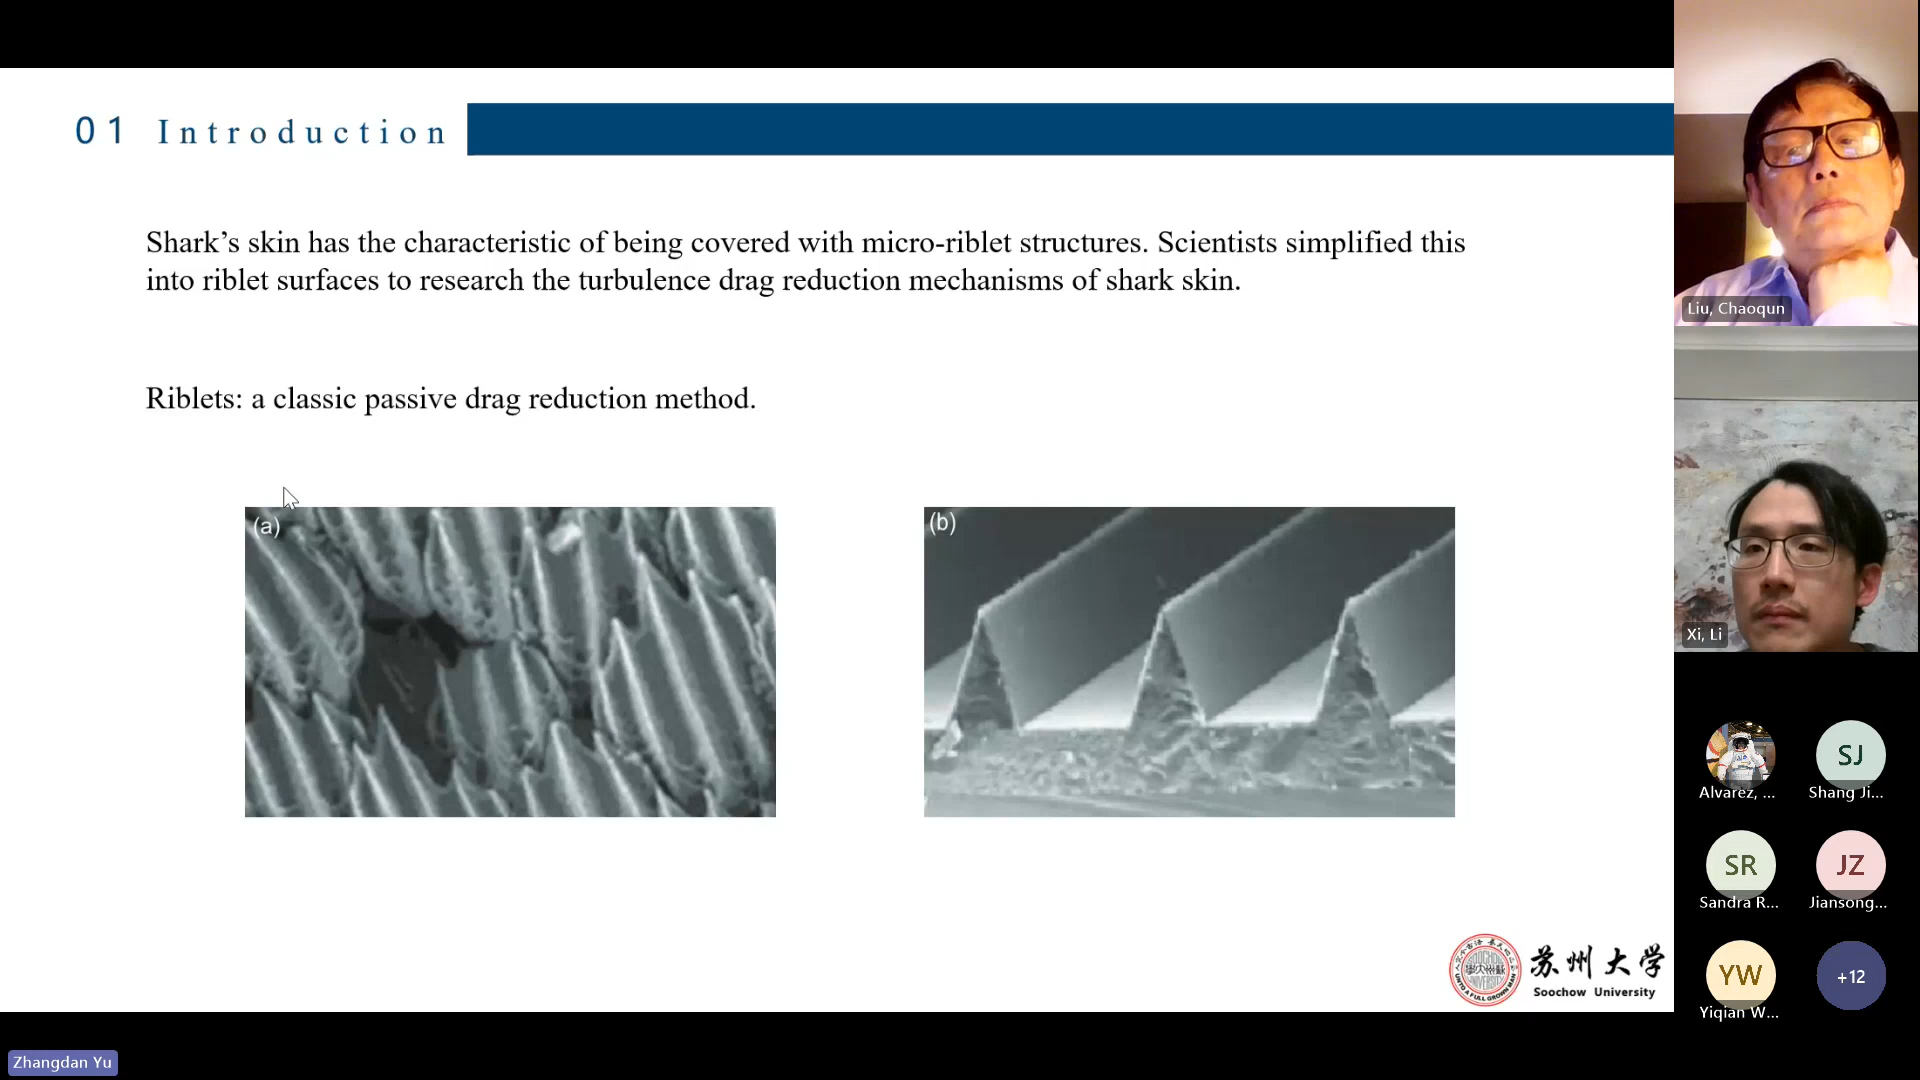 01 Introduction
Shark’s skin has the characteristic of being covered with micro-riblet structures. Scientists simplified this
into riblet surfaces to research the turbulence drag reduction mechanisms of shark skin.
Riblets: a classic passive drag reduction method.
(a)
(b)
苏州大学
Soochow University
Zhangdan Yu
Liu, Chaoqun
Xi, Li
Alvarez, ...
SJ
Shang Ji...
SR
Sandra R...
JZ
Jiansong...
YW
Yiqian W...
+12